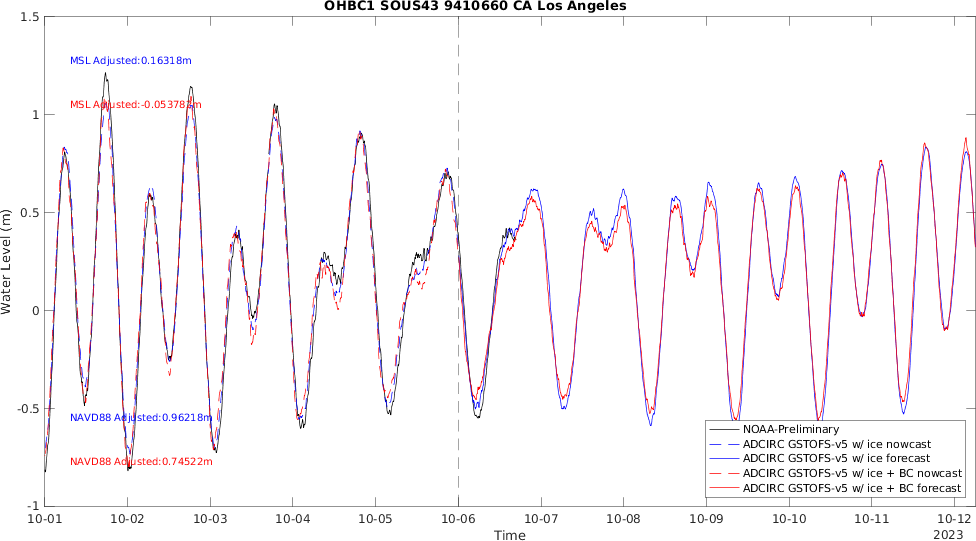 OHBC1 SOUS43 9410660 CA Los Angeles
1.5
MSL Adjusted:0.16318m
MSL Adjusted:-0.053783m
1
0.5
Water Level (m)
0
-0.5
NAVD88 Adjusted:0.96218m
NAVD88 Adjusted:0.74522m
NOAA-Preliminary
ADCIRC GSTOFS-v5 w/ ice nowcast
ADCIRC GSTOFS-v5 w/ ice forecast
ADCIRC GSTOFS-v5 w/ ice + BC nowcast
ADCIRC GSTOFS-v5 w/ ice + BC forecast
-1
10-01 10-02 10-03 10-04 10-05 10-06 10-07 10-08 10-09 10-10 10-11 10-12
Time
2023